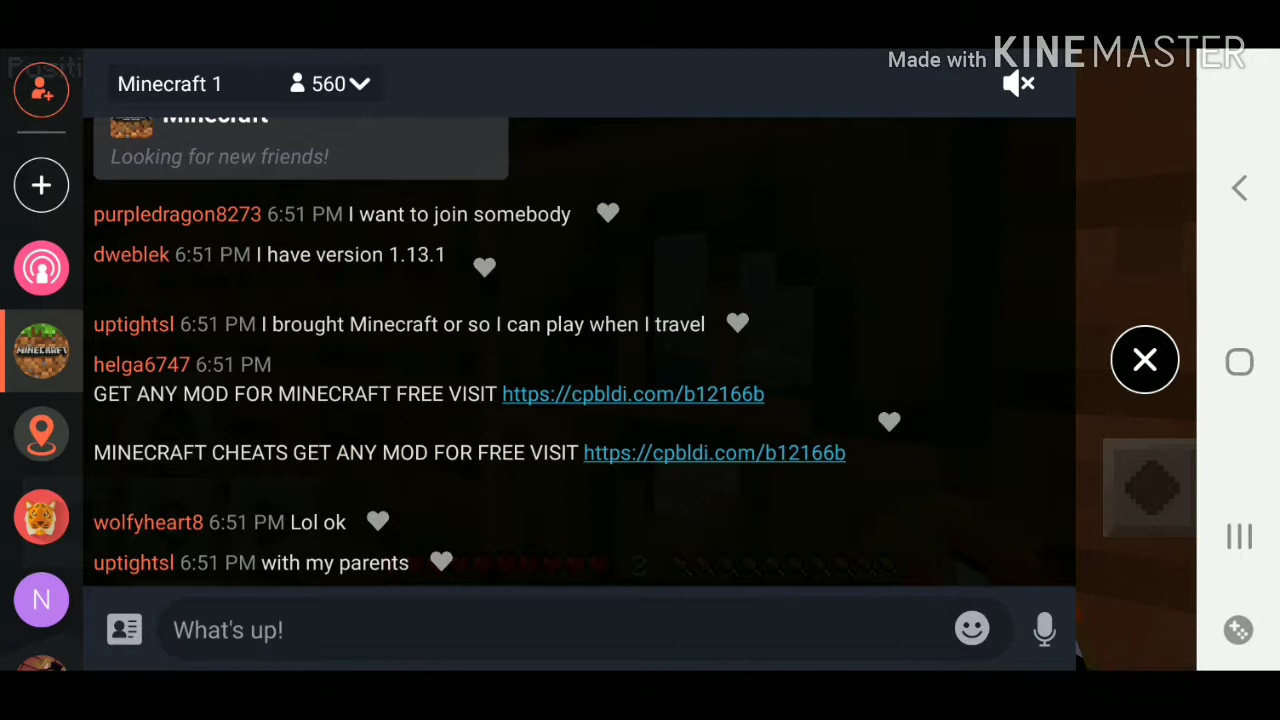 Made with KINEMASTER
Positi
Minecraft 1 560
Minecraft
Looking for new friends!
purpledragon8273 6:51 PM I want to join somebody
dweblek 6:51 PM I have version 1.13.1
MINECRAFT
uptightsl 6:51 PM I brought Minecraft or so I can play when I travel
helga6747 6:51 PM
GET ANY MOD FOR MINECRAFT FREE VISIT https://cpbldi.com/b12166b
MINECRAFT CHEATS GET ANY MOD FOR FREE VISIT https://cpbldi.com/b12166b
wolfyheart8 6:51 PM Lol ok
uptightsl 6:51 PM with my parents
2
N
What's up!